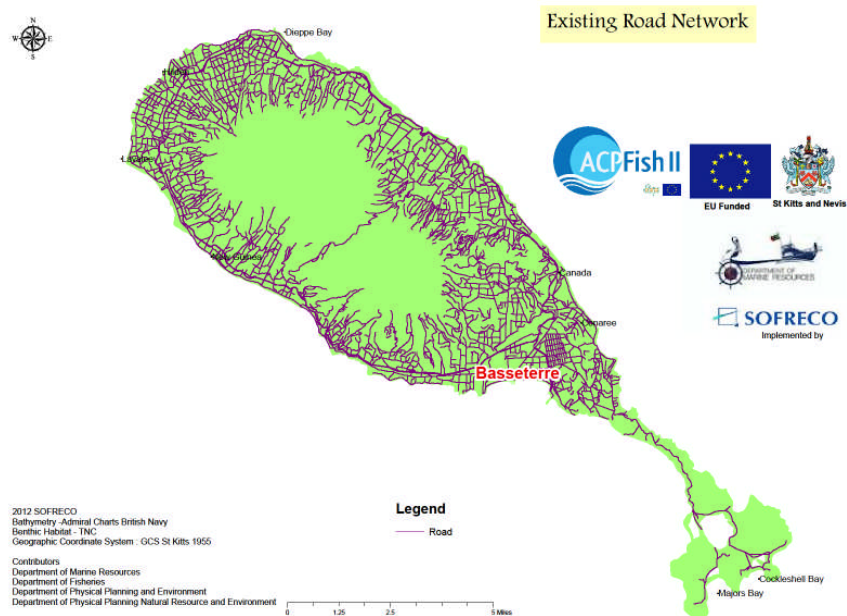 Existing Road Network
N
W
E
S
Dieppe Bay
ACP Fish II
EU Funded
St Kitts and Nevis
DEPARTMENT OF
MARINE RESOURCES
SOFRECO
Implemented by
Canada
Basseterre
Cockleshell Bay
Majors Bay
Legend
Road
2012 SOFRECO
Bathymetry -Admiral Charts British Navy
Benthic Habitat - TNC
Geographic Coordinate System : GCS St Kitts 1955
Contributors
Department of Marine Resources
Department of Fisheries
Department of Physical Planning and Environment
Department of Physical Planning Natural Resource and Environment
0 1.25 2.5 5 Miles